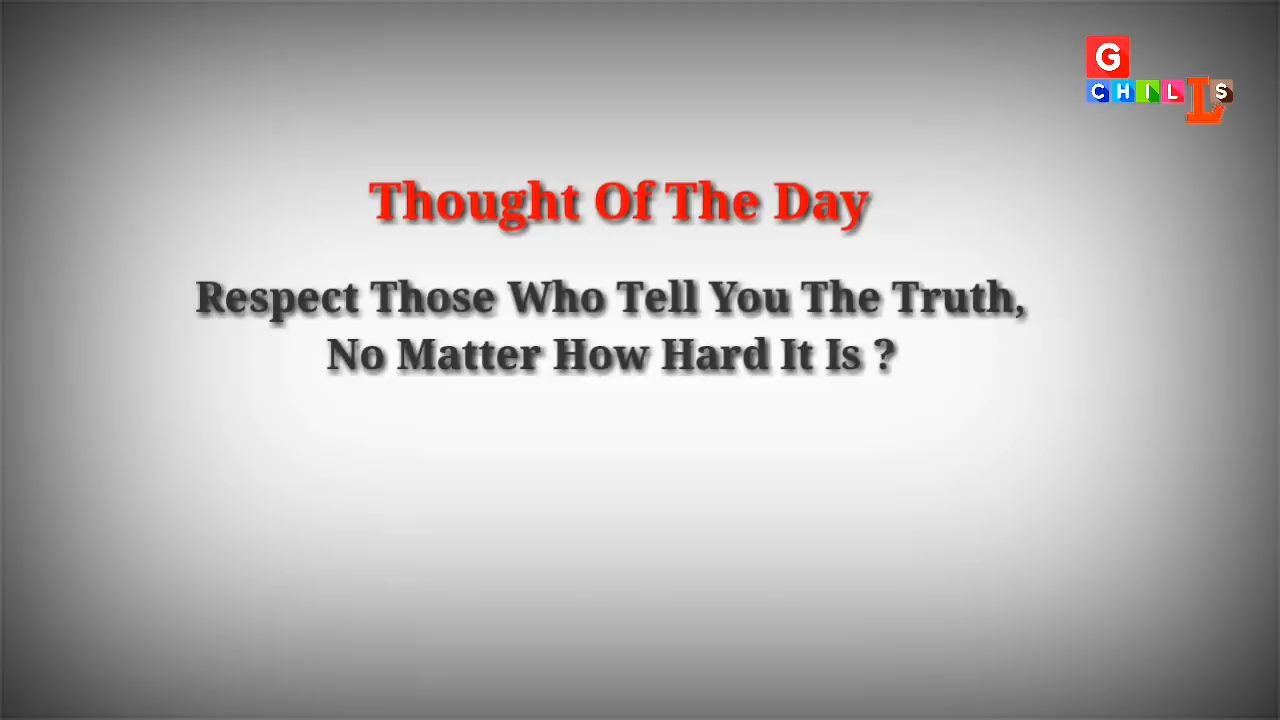 G
CHILLS
Thought Of The Day
Respect Those Who Tell You The Truth,
No Matter How Hard It Is ?